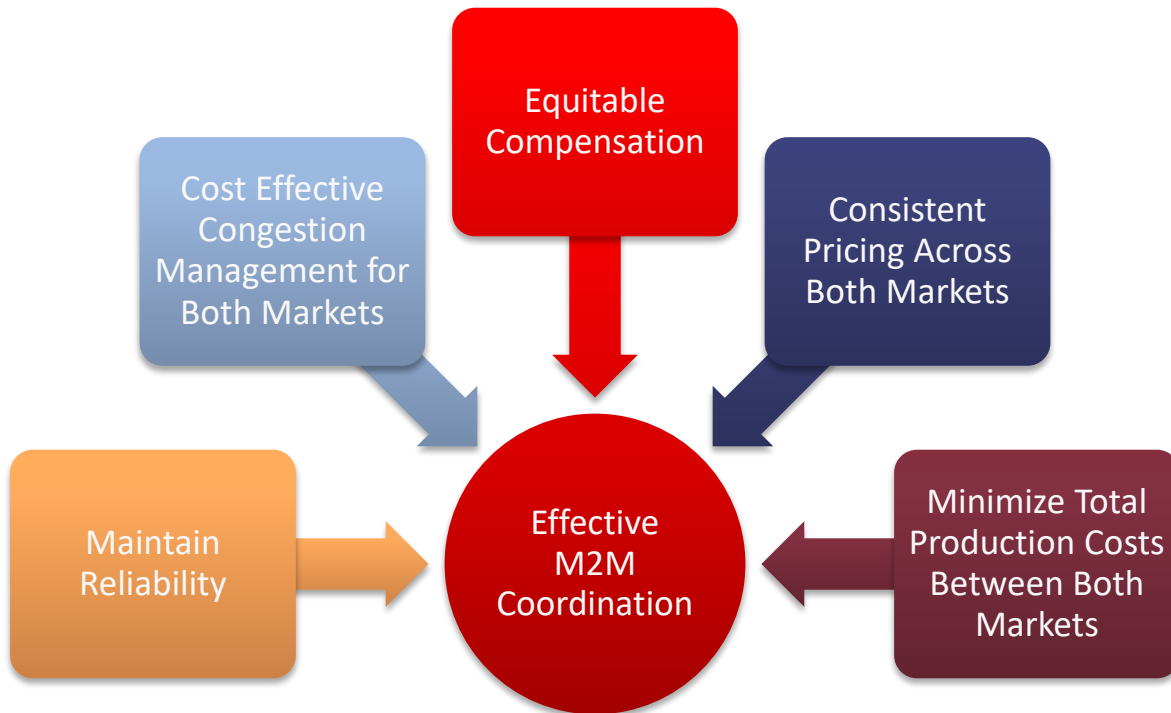 Equitable
Compensation
Cost Effective
Congestion
Management for
Both Markets
Consistent
Pricing Across
Both Markets
Maintain
Reliability
Effective
M2M
Coordination
Minimize Total
Production Costs
Between Both
Markets